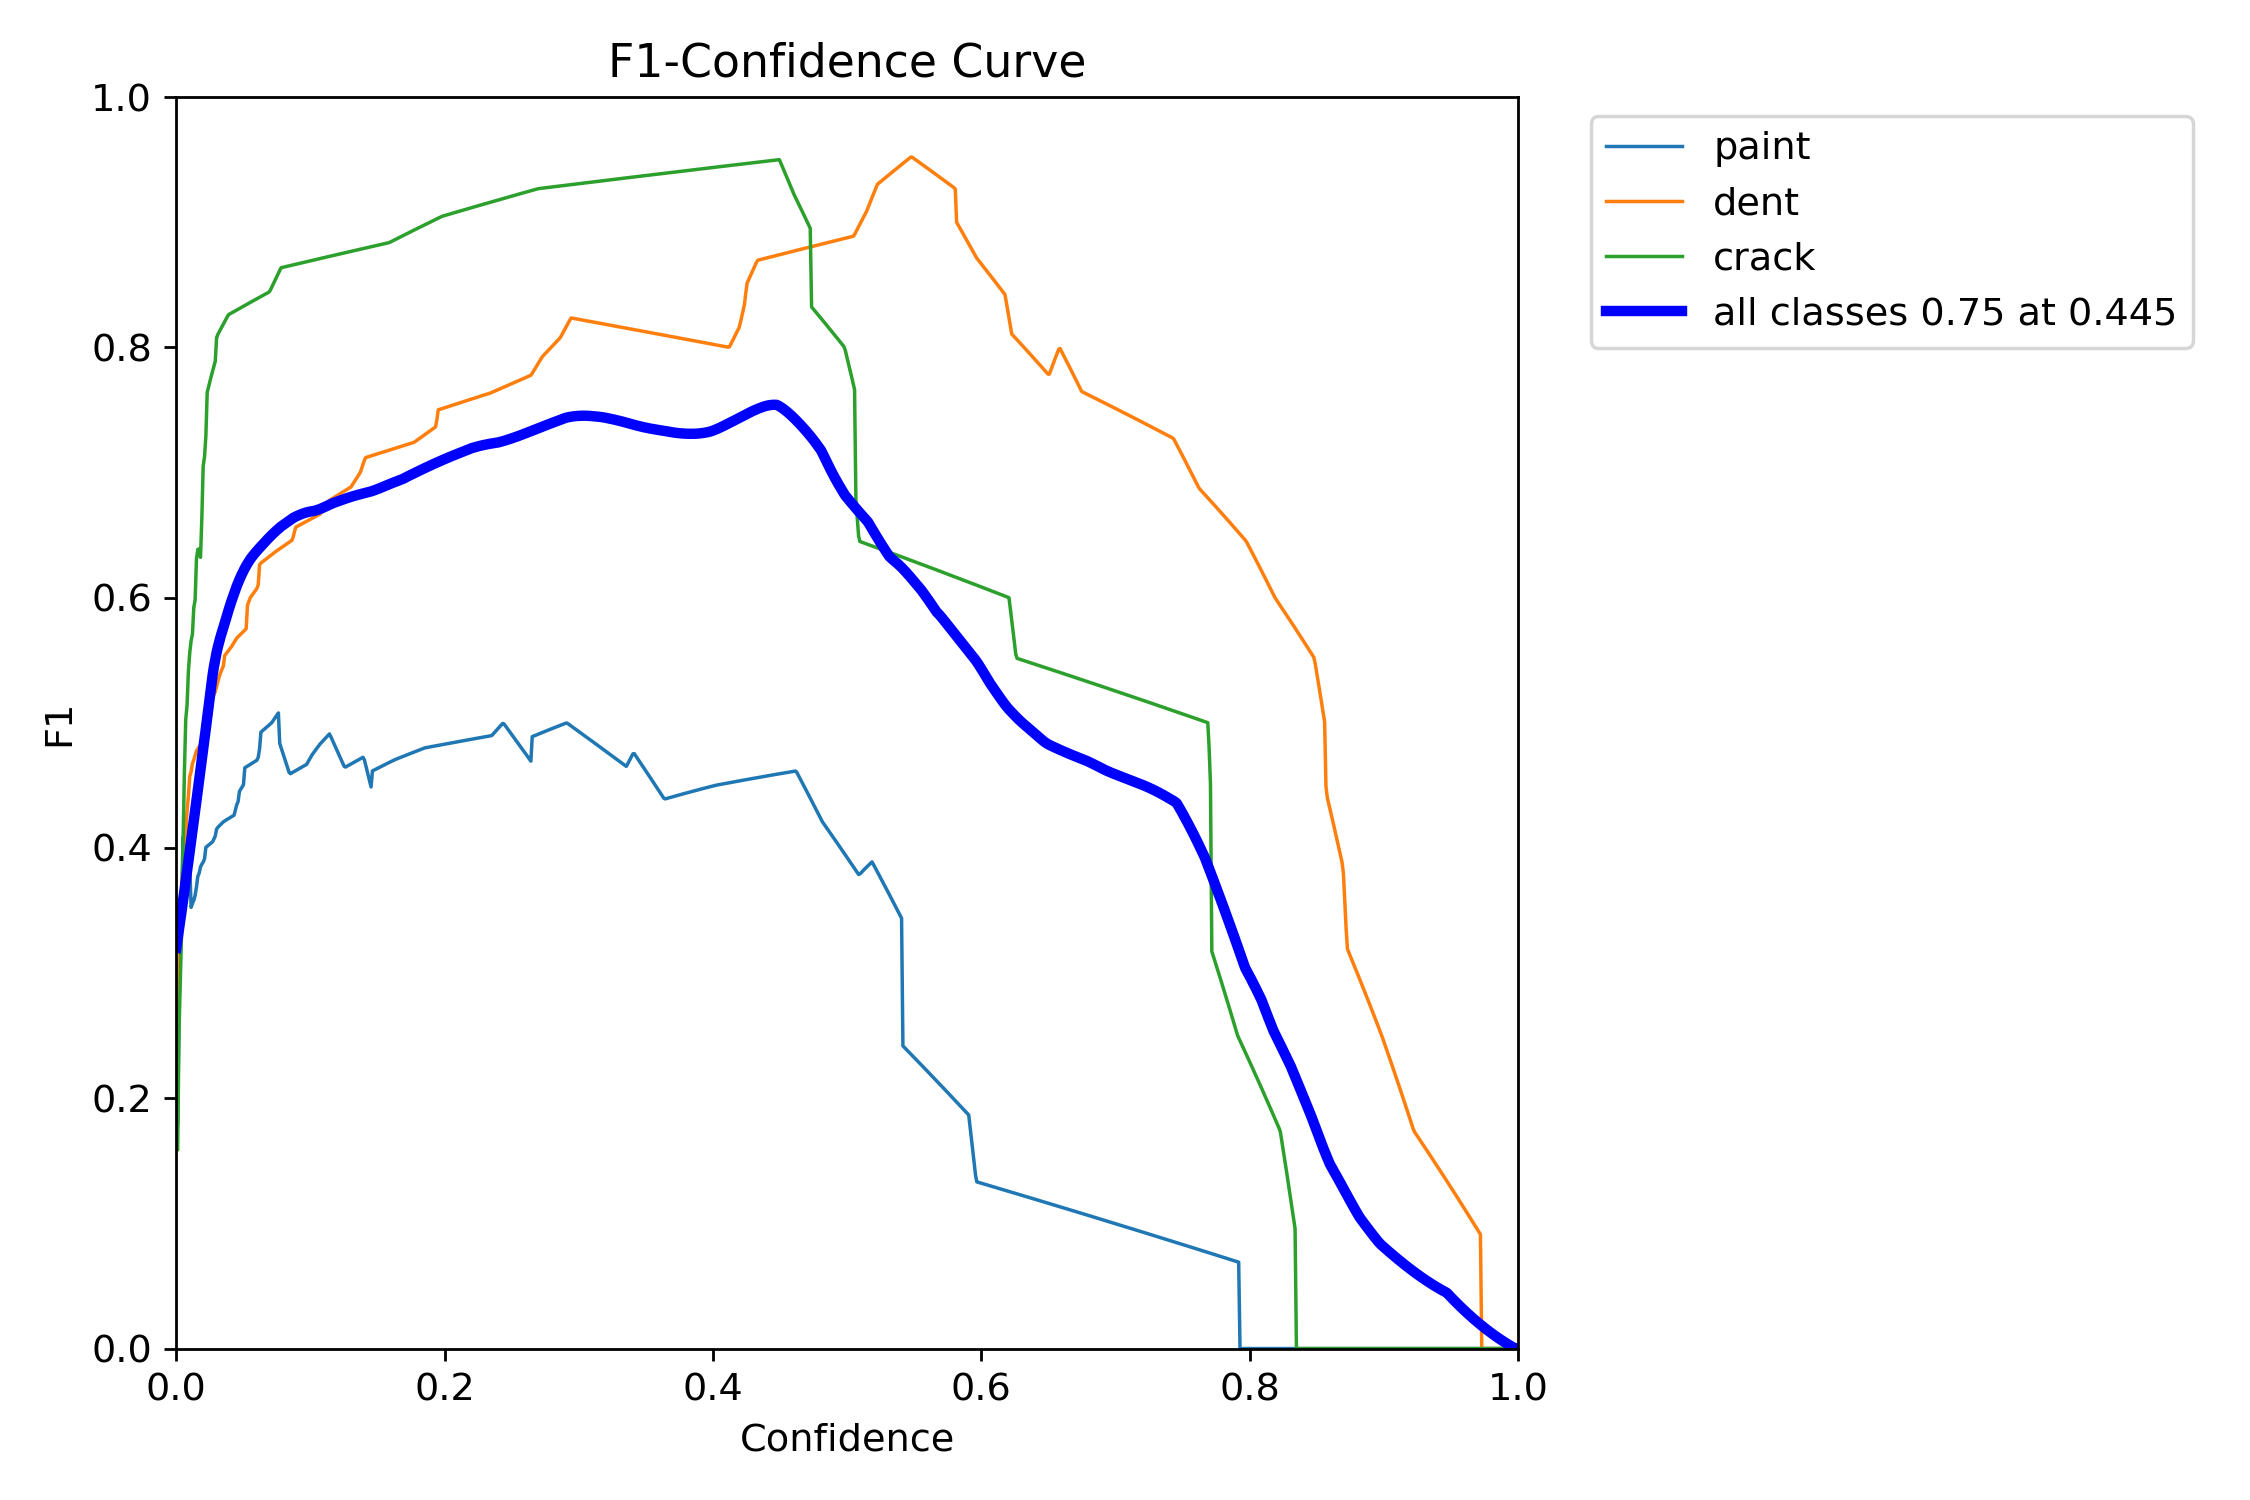 F1-Confidence Curve
1.0
0.8
0.6
0.4
0.2
0.0
F1
0.0 0.2 0.4 0.6 0.8 1.0
Confidence
paint
dent
crack
all classes 0.75 at 0.445